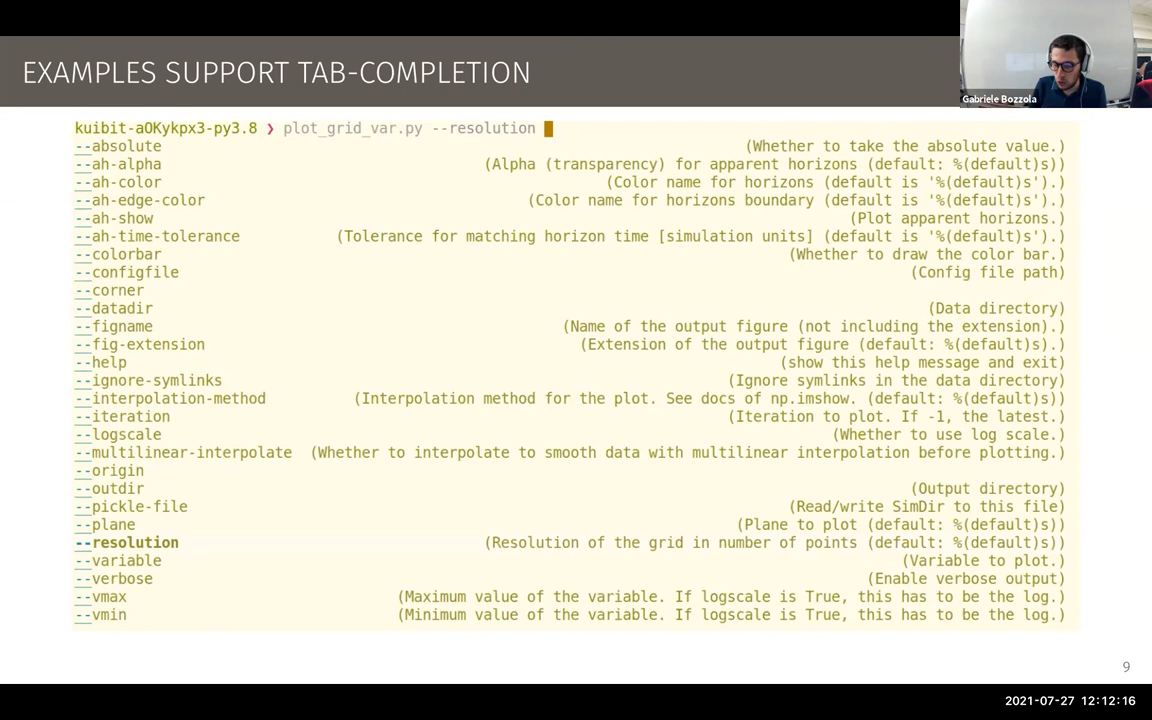 EXAMPLES SUPPORT TAB-COMPLETION
Gabriele Bozzola
kuibit-aOKykpx3-py3.8 ❯ plot_grid_var.py --resolution
--absolute (Whether to take the absolute value.)
--ah-alpha (Alpha (transparency) for apparent horizons (default: %(default)s))
--ah-color (Color name for horizons (default is '%(default)s').)
--ah-edge-color (Color name for horizons boundary (default is '%(default)s').)
--ah-show (Plot apparent horizons.)
--ah-time-tolerance (Tolerance for matching horizon time [simulation units] (default is '%(default)s').)
--colorbar (Whether to draw the color bar.)
--configfile (Config file path)
--corner
--datadir (Data directory)
--figname (Name of the output figure (not including the extension).)
--fig-extension (Extension of the output figure (default: %(default)s).)
--help (show this help message and exit)
--ignore-symlinks (Ignore symlinks in the data directory)
--interpolation-method (Interpolation method for the plot. See docs of np.imshow. (default: %(default)s))
--iteration (Iteration to plot. If -1, the latest.)
--logscale (Whether to use log scale.)
--multilinear-interpolate (Whether to interpolate to smooth data with multilinear interpolation before plotting.)
--origin
--outdir (Output directory)
--pickle-file (Read/write SimDir to this file)
--plane (Plane to plot (default: %(default)s))
--resolution (Resolution of the grid in number of points (default: %(default)s))
--variable (Variable to plot.)
--verbose (Enable verbose output)
--vmax (Maximum value of the variable. If logscale is True, this has to be the log.)
--vmin (Minimum value of the variable. If logscale is True, this has to be the log.)
9
2021-07-27 12:12:16